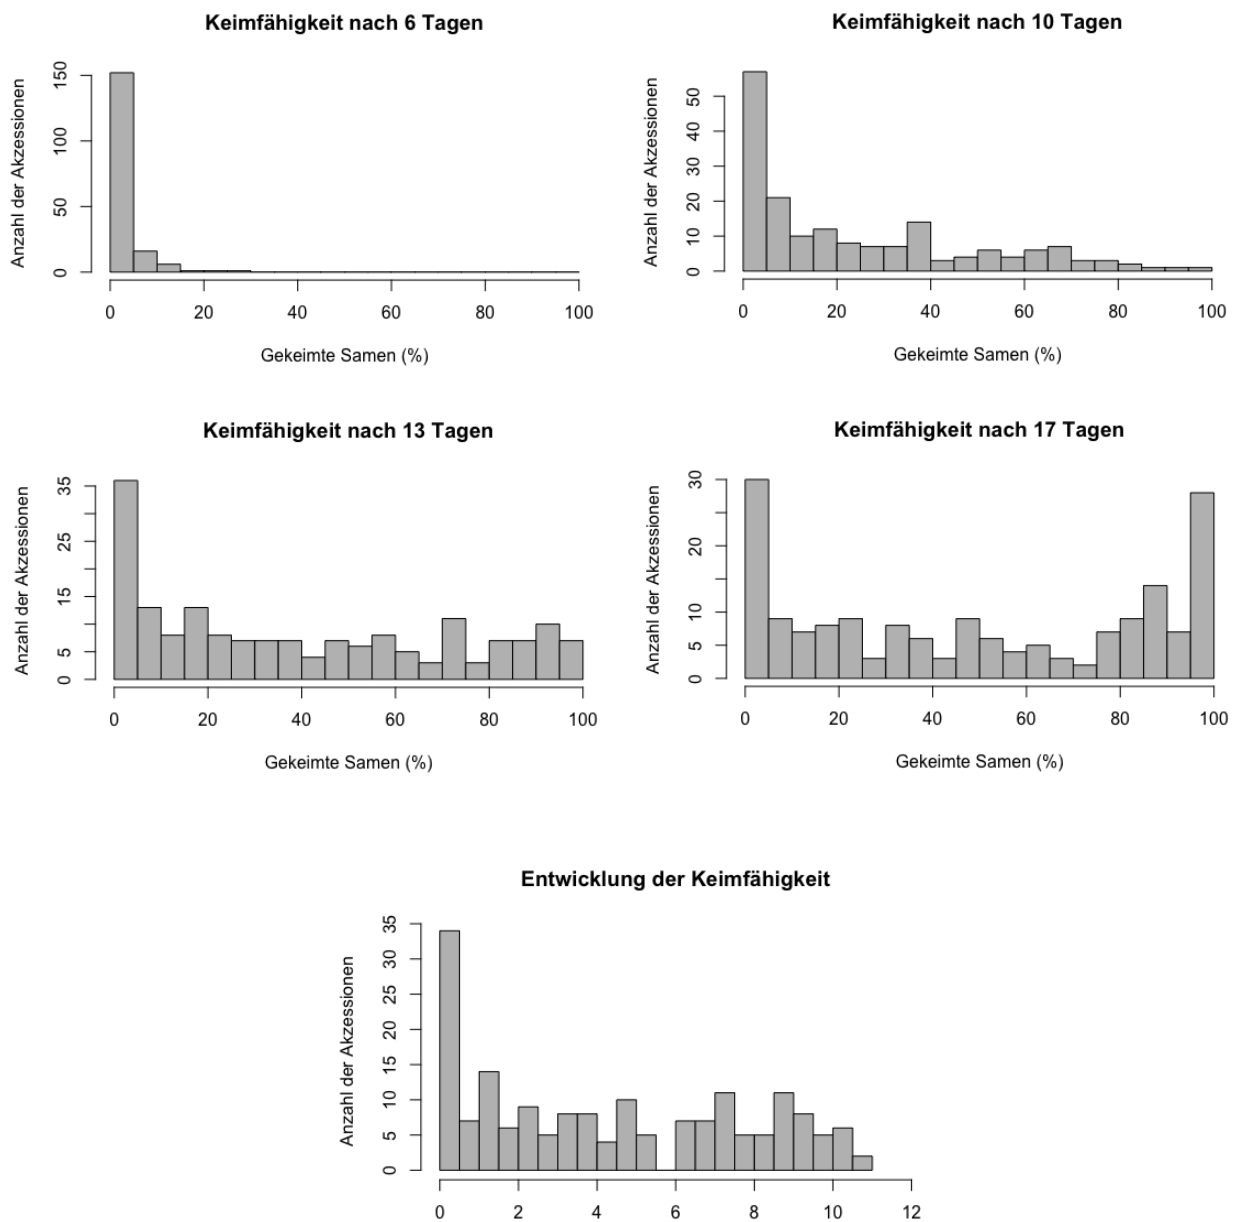 Keimfähigkeit nach 6 Tagen
Anzahl der Akzessionen
150
100
50
0
0 20 40 60 80 100
Gekeimte Samen (%)
Keimfähigkeit nach 10 Tagen
Anzahl der Akzessionen
50
40
30
20
10
0
0 20 40 60 80 100
Gekeimte Samen (%)
Keimfähigkeit nach 13 Tagen
Anzahl der Akzessionen
35
25
15
5
0
0 20 40 60 80 100
Gekeimte Samen (%)
Keimfähigkeit nach 17 Tagen
Anzahl der Akzessionen
30
20
10
5
0
0 20 40 60 80 100
Gekeimte Samen (%)
Entwicklung der Keimfähigkeit
Anzahl der Akzessionen
35
30
25
20
15
10
5
0
0 2 4 6 8 10 12